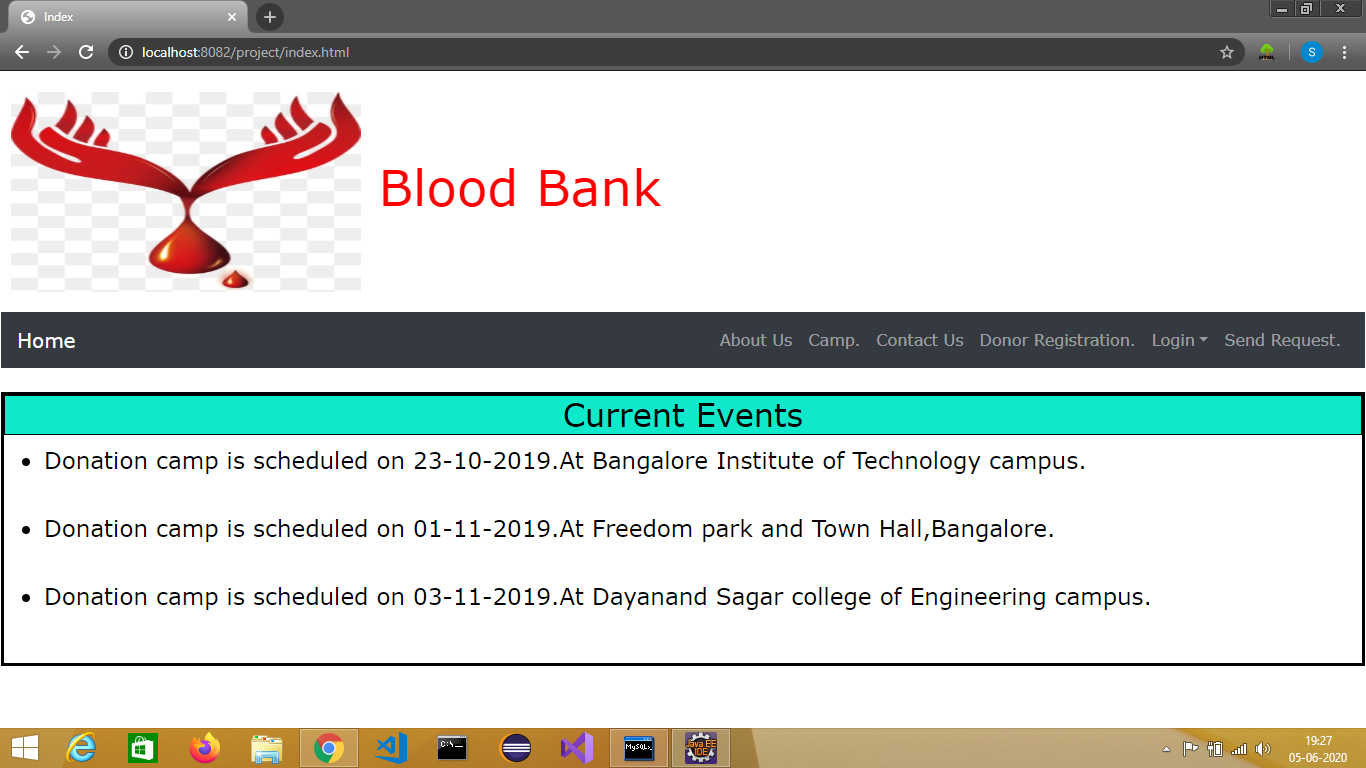 Index
localhost:8082/project/index.html
S
Blood Bank
Home
About Us
Camp.
Contact Us
Donor Registration.
Login
Send Request.
Current Events
Donation camp is scheduled on 23-10-2019.At Bangalore Institute of Technology campus.
Donation camp is scheduled on 01-11-2019.At Freedom park and Town Hall,Bangalore.
Donation camp is scheduled on 03-11-2019.At Dayanand Sagar college of Engineering campus.
C:\_
MySQL>
Java EE
IDE
19:27
05-06-2020